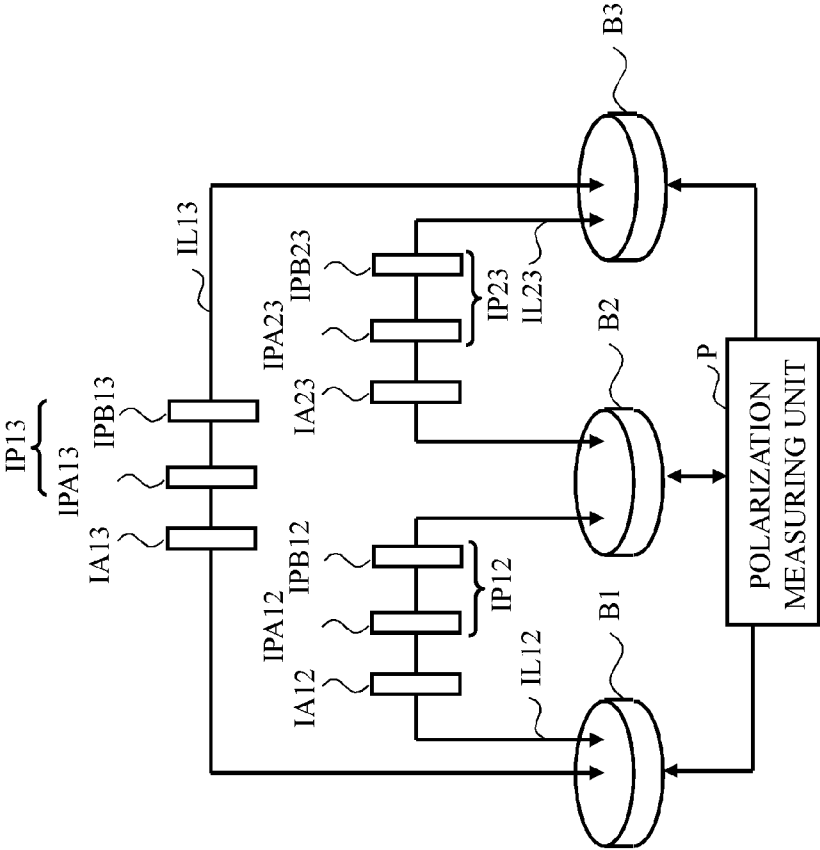 IP13
IPA13
IPB13
IA13
IL13
IPA12
IPB12
IA12
IP12
IL12
IPA23
IPB23
IA23
IP23
IL23
B1
B2
B3
P
POLARIZATION
MEASURING UNIT